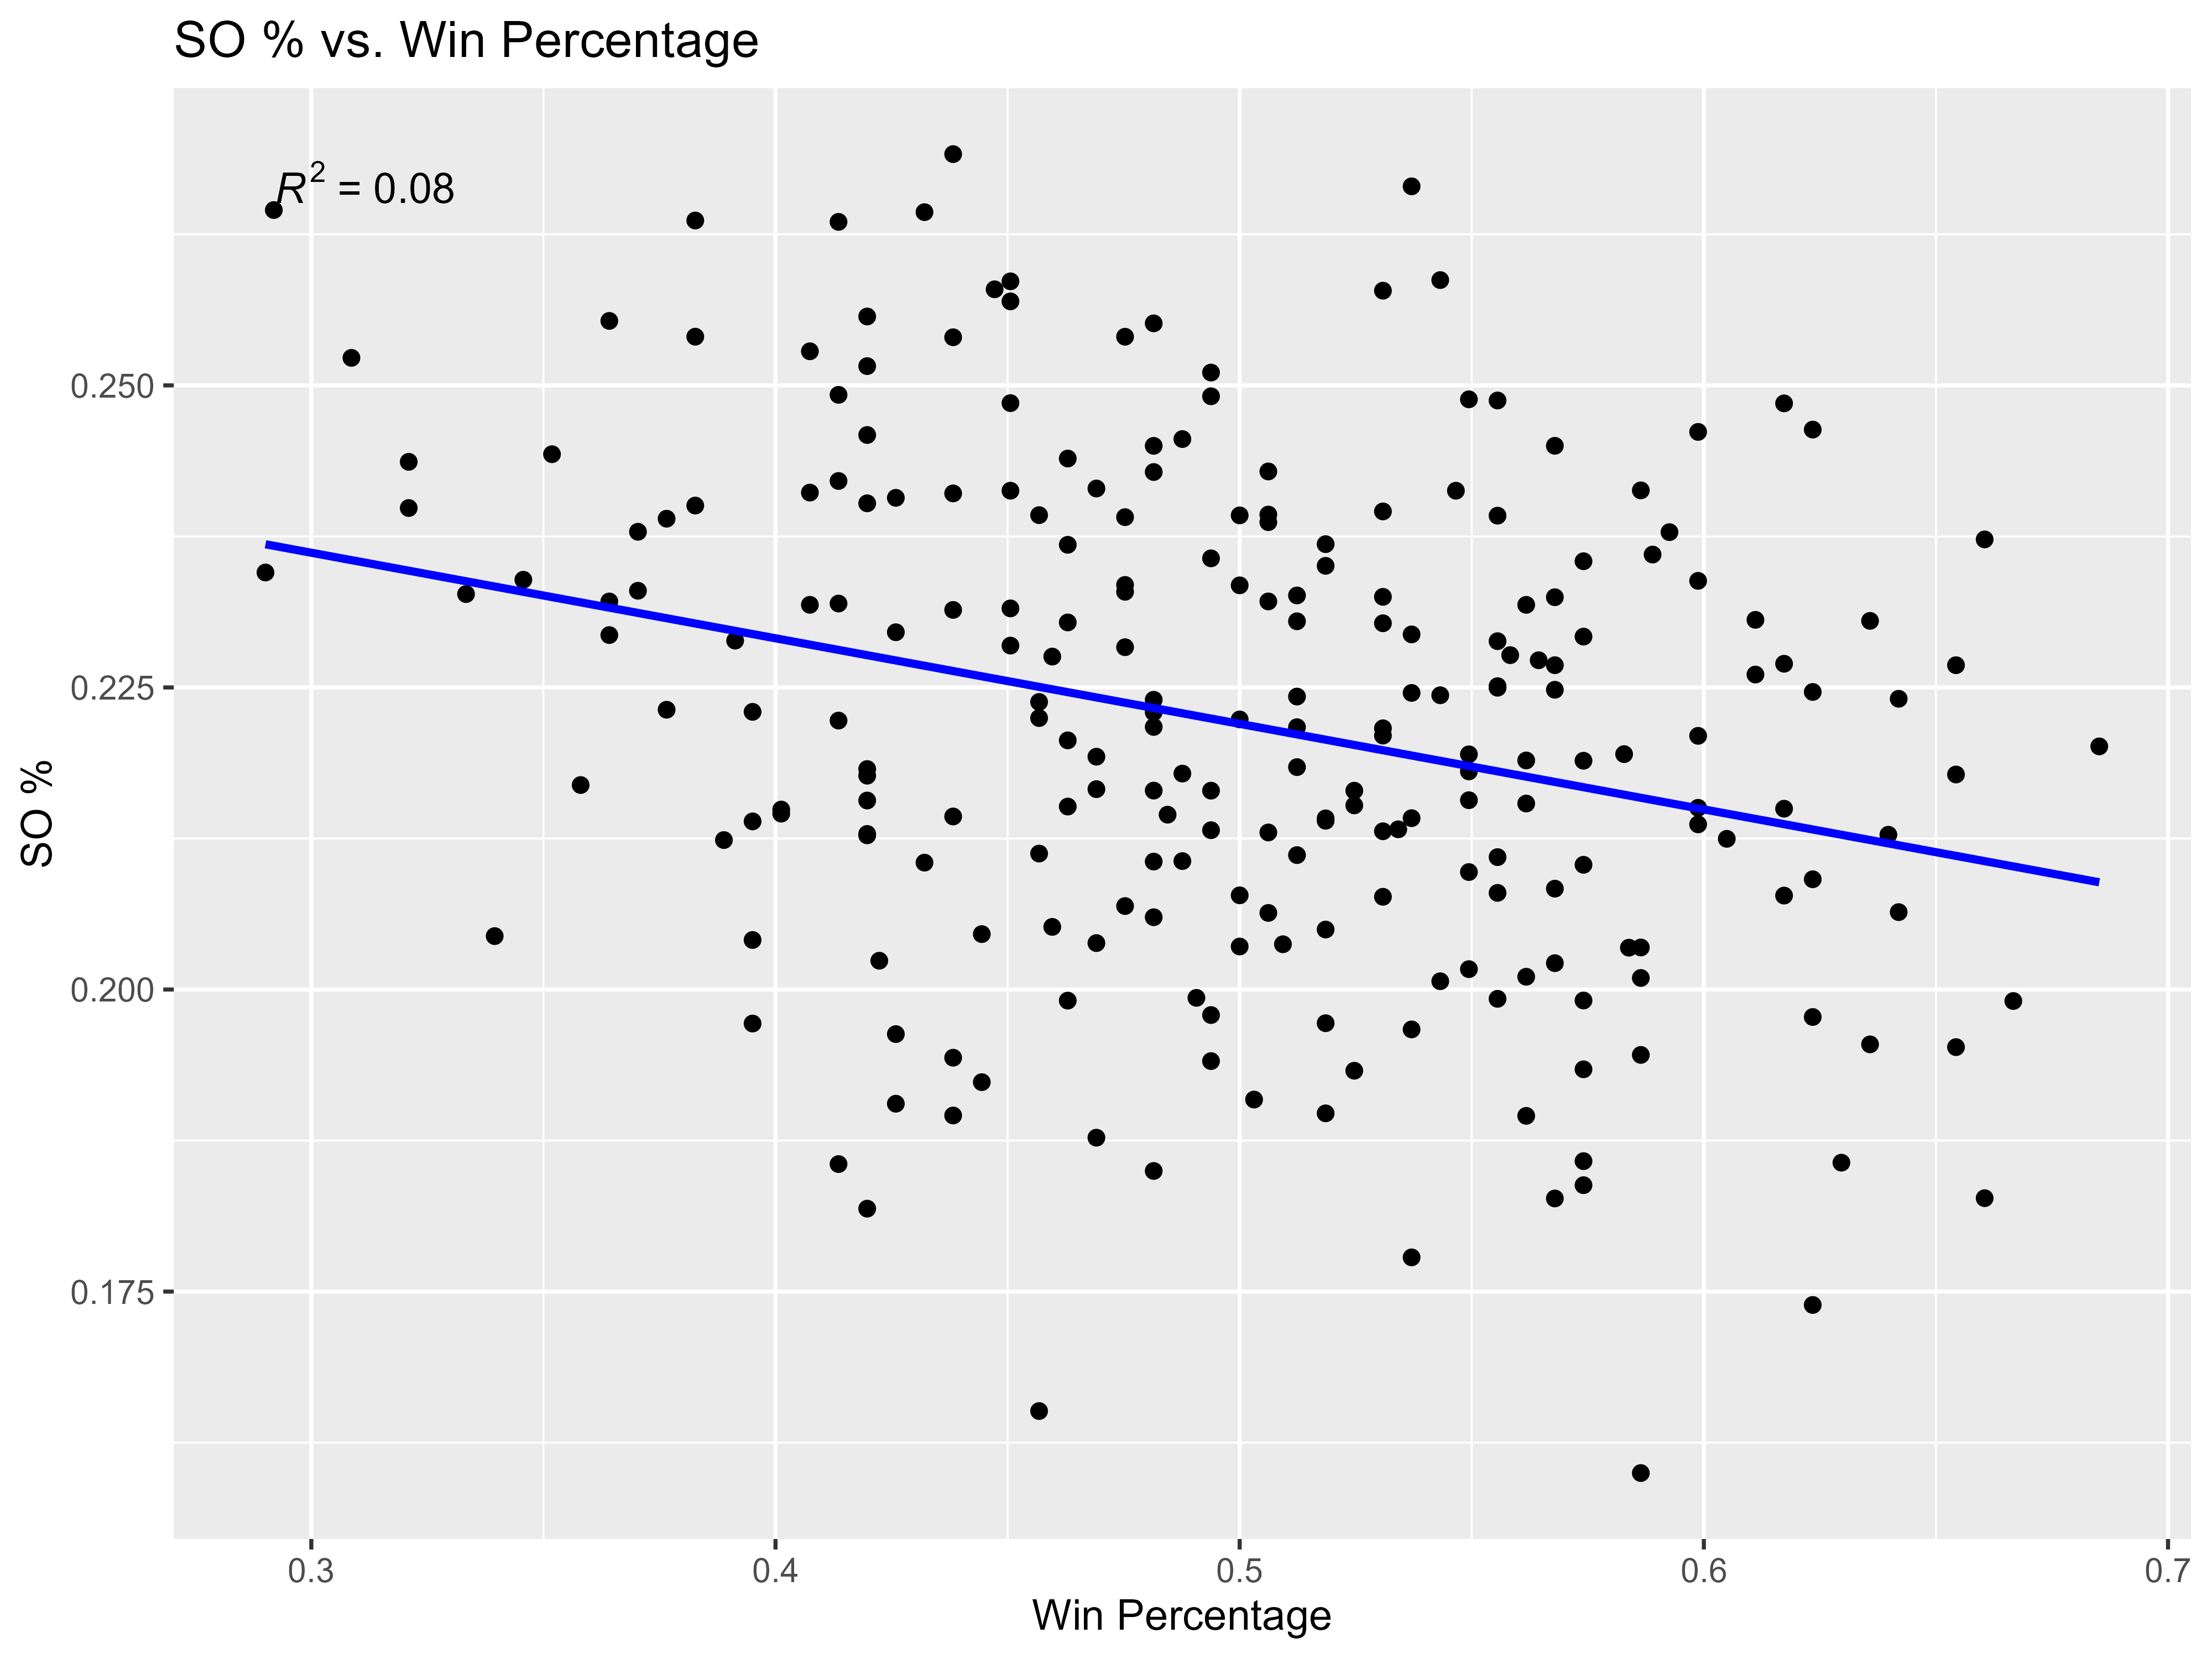 SO % vs. Win Percentage
R² = 0.08
0.250
0.225
0.200
0.175
SO %
0.3 0.4 0.5 0.6 0.7
Win Percentage